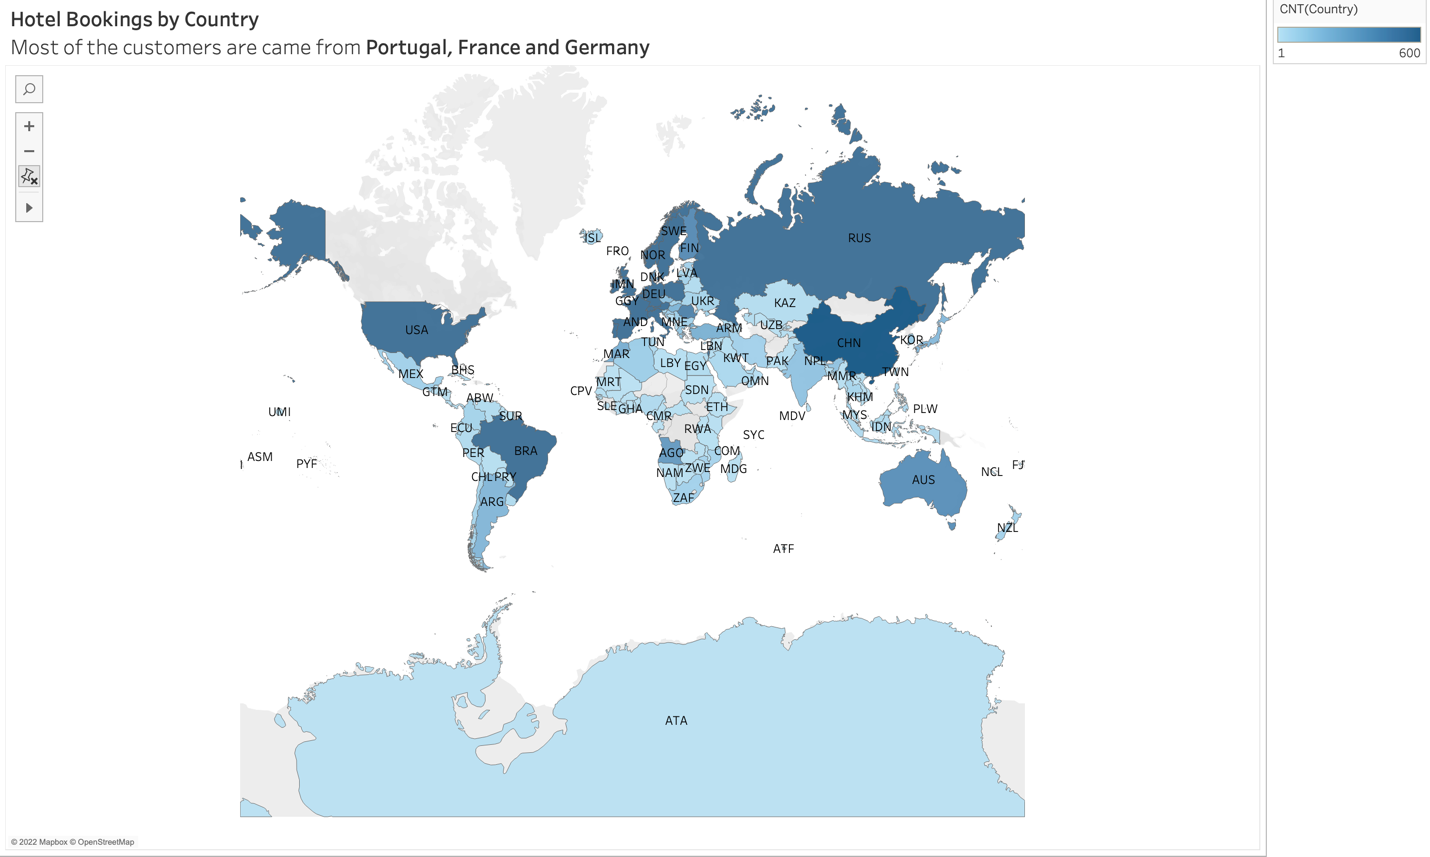 Hotel Bookings by Country
Most of the customers are came from Portugal, France and Germany
CNT(Country)
1 600
RUS
ISL
SWE
FRO
NOR
FIN
DNK
LVA
IMN
DEU
GGY
UKR
KAZ
USA
AND
MNE
ARM
UZB
CHN
KOR
TUN
LBN
MAR
LBY
EGY
KWT
PAK
NPL
BHS
MEX
MMR
TWN
GTM
ABW
CPV
MRT
SDN
OMN
KHM
UMI
SLE
GHA
CMR
ETH
MDV
MYS
PLW
SUR
ECU
RWA
SYC
IDN
ASM
PYF
PER
BRA
AGO
COM
CHL
PRY
NAM
ZWE
MDG
AUS
NCL
FJ
ARG
ZAF
NZL
ATF
ATA
© 2022 Mapbox © OpenStreetMap